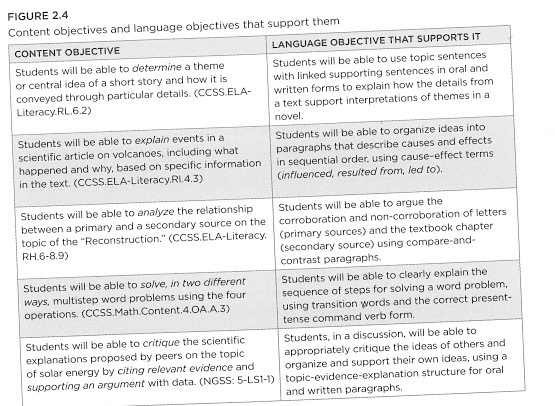 FIGURE 2.4
Content objectives and language objectives that support them
CONTENT OBJECTIVE
LANGUAGE OBJECTIVE THAT SUPPORTS IT
Students will be able to determine a theme
or central idea of a short story and how it is
conveyed through particular details. (CCSS.ELA-
Literacy.RL.6.2)
Students will be able to use topic sentences
with linked supporting sentences in oral and
written forms to explain how the details from
a text support interpretations of themes in a
novel.
Students will be able to explain events in a
scientific article on volcanoes, including what
happened and why, based on specific information
in the text. (CCSS.ELA-Literacy.RI.4.3)
Students will be able to organize ideas into
paragraphs that describe causes and effects
in sequential order, using cause-effect terms
(influenced, resulted from, led to).
Students will be able to analyze the relationship
between a primary and a secondary source on the
topic of the "Reconstruction." (CCSS.ELA-Literacy.
RH.6-8.9)
Students will be able to argue the
corroboration and non-corroboration of letters
(primary sources) and the textbook chapter
(secondary source) using compare-and-
contrast paragraphs.
Students will be able to solve, in two different
ways, multistep word problems using the four
operations. (CCSS.Math.Content.4.OA.A.3)
Students will be able to clearly explain the
sequence of steps for solving a word problem,
using transition words and the correct present-
tense command verb form.
Students will be able to critique the scientific
explanations proposed by peers on the topic
of solar energy by citing relevant evidence and
supporting an argument with data. (NGSS: 5-LS1-1)
Students, in a discussion, will be able to
appropriately critique the ideas of others and
organize and support their own ideas, using a
topic-evidence-explanation structure for oral
and written paragraphs.